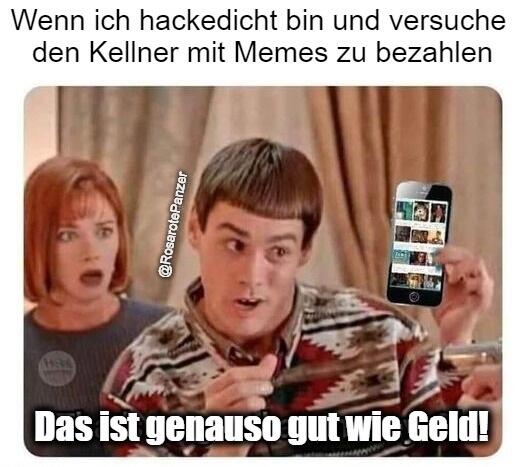 Wenn ich hackedicht bin und versuche
den Kellner mit Memes zu bezahlen
@RosarotePanzer
Das ist genauso gut wie Geld!